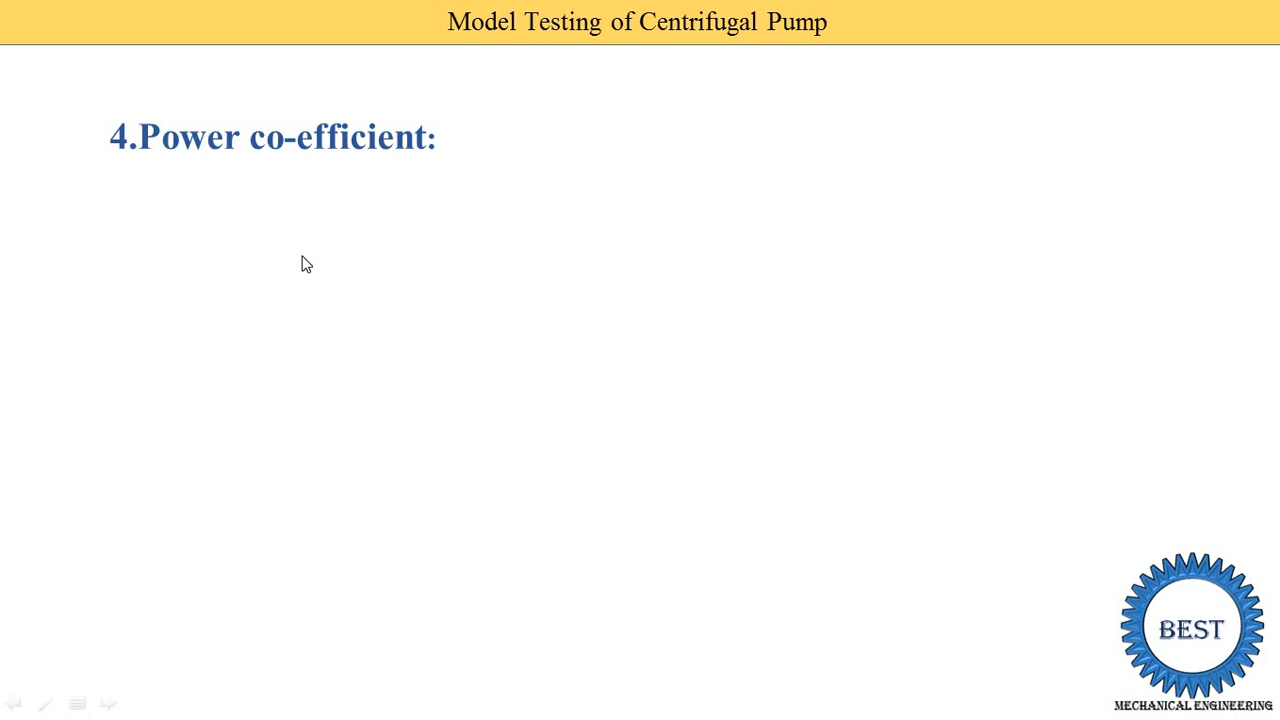 Model Testing of Centrifugal Pump
4.Power co-efficient:
BEST
MECHANICAL ENGINEERING